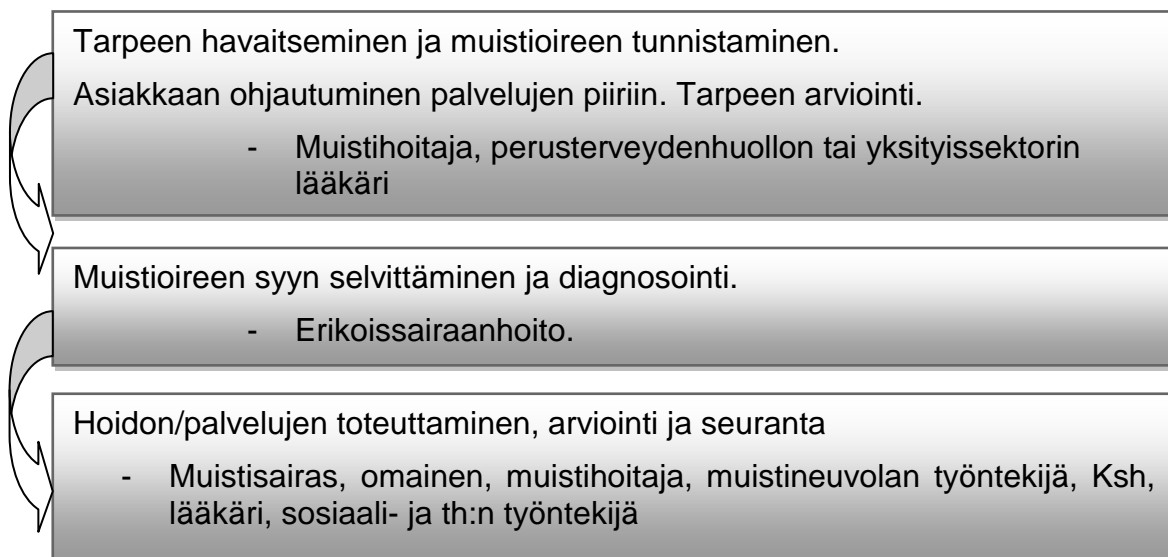 Tarpeen havaitseminen ja muistioireen tunnistaminen.
Asiakkaan ohjautuminen palvelujen piiriin. Tarpeen arviointi.
- Muistihoitaja, perusterveydenhuollon tai yksityissektorin
lääkäri
Muistioireen syyn selvittäminen ja diagnosointi.
- Erikoissairaanhoito.
Hoidon/palvelujen toteuttaminen, arviointi ja seuranta
- Muistisairas, omainen, muistihoitaja, muistineuvolan työntekijä, Ksh,
lääkäri, sosiaali- ja th:n työntekijä